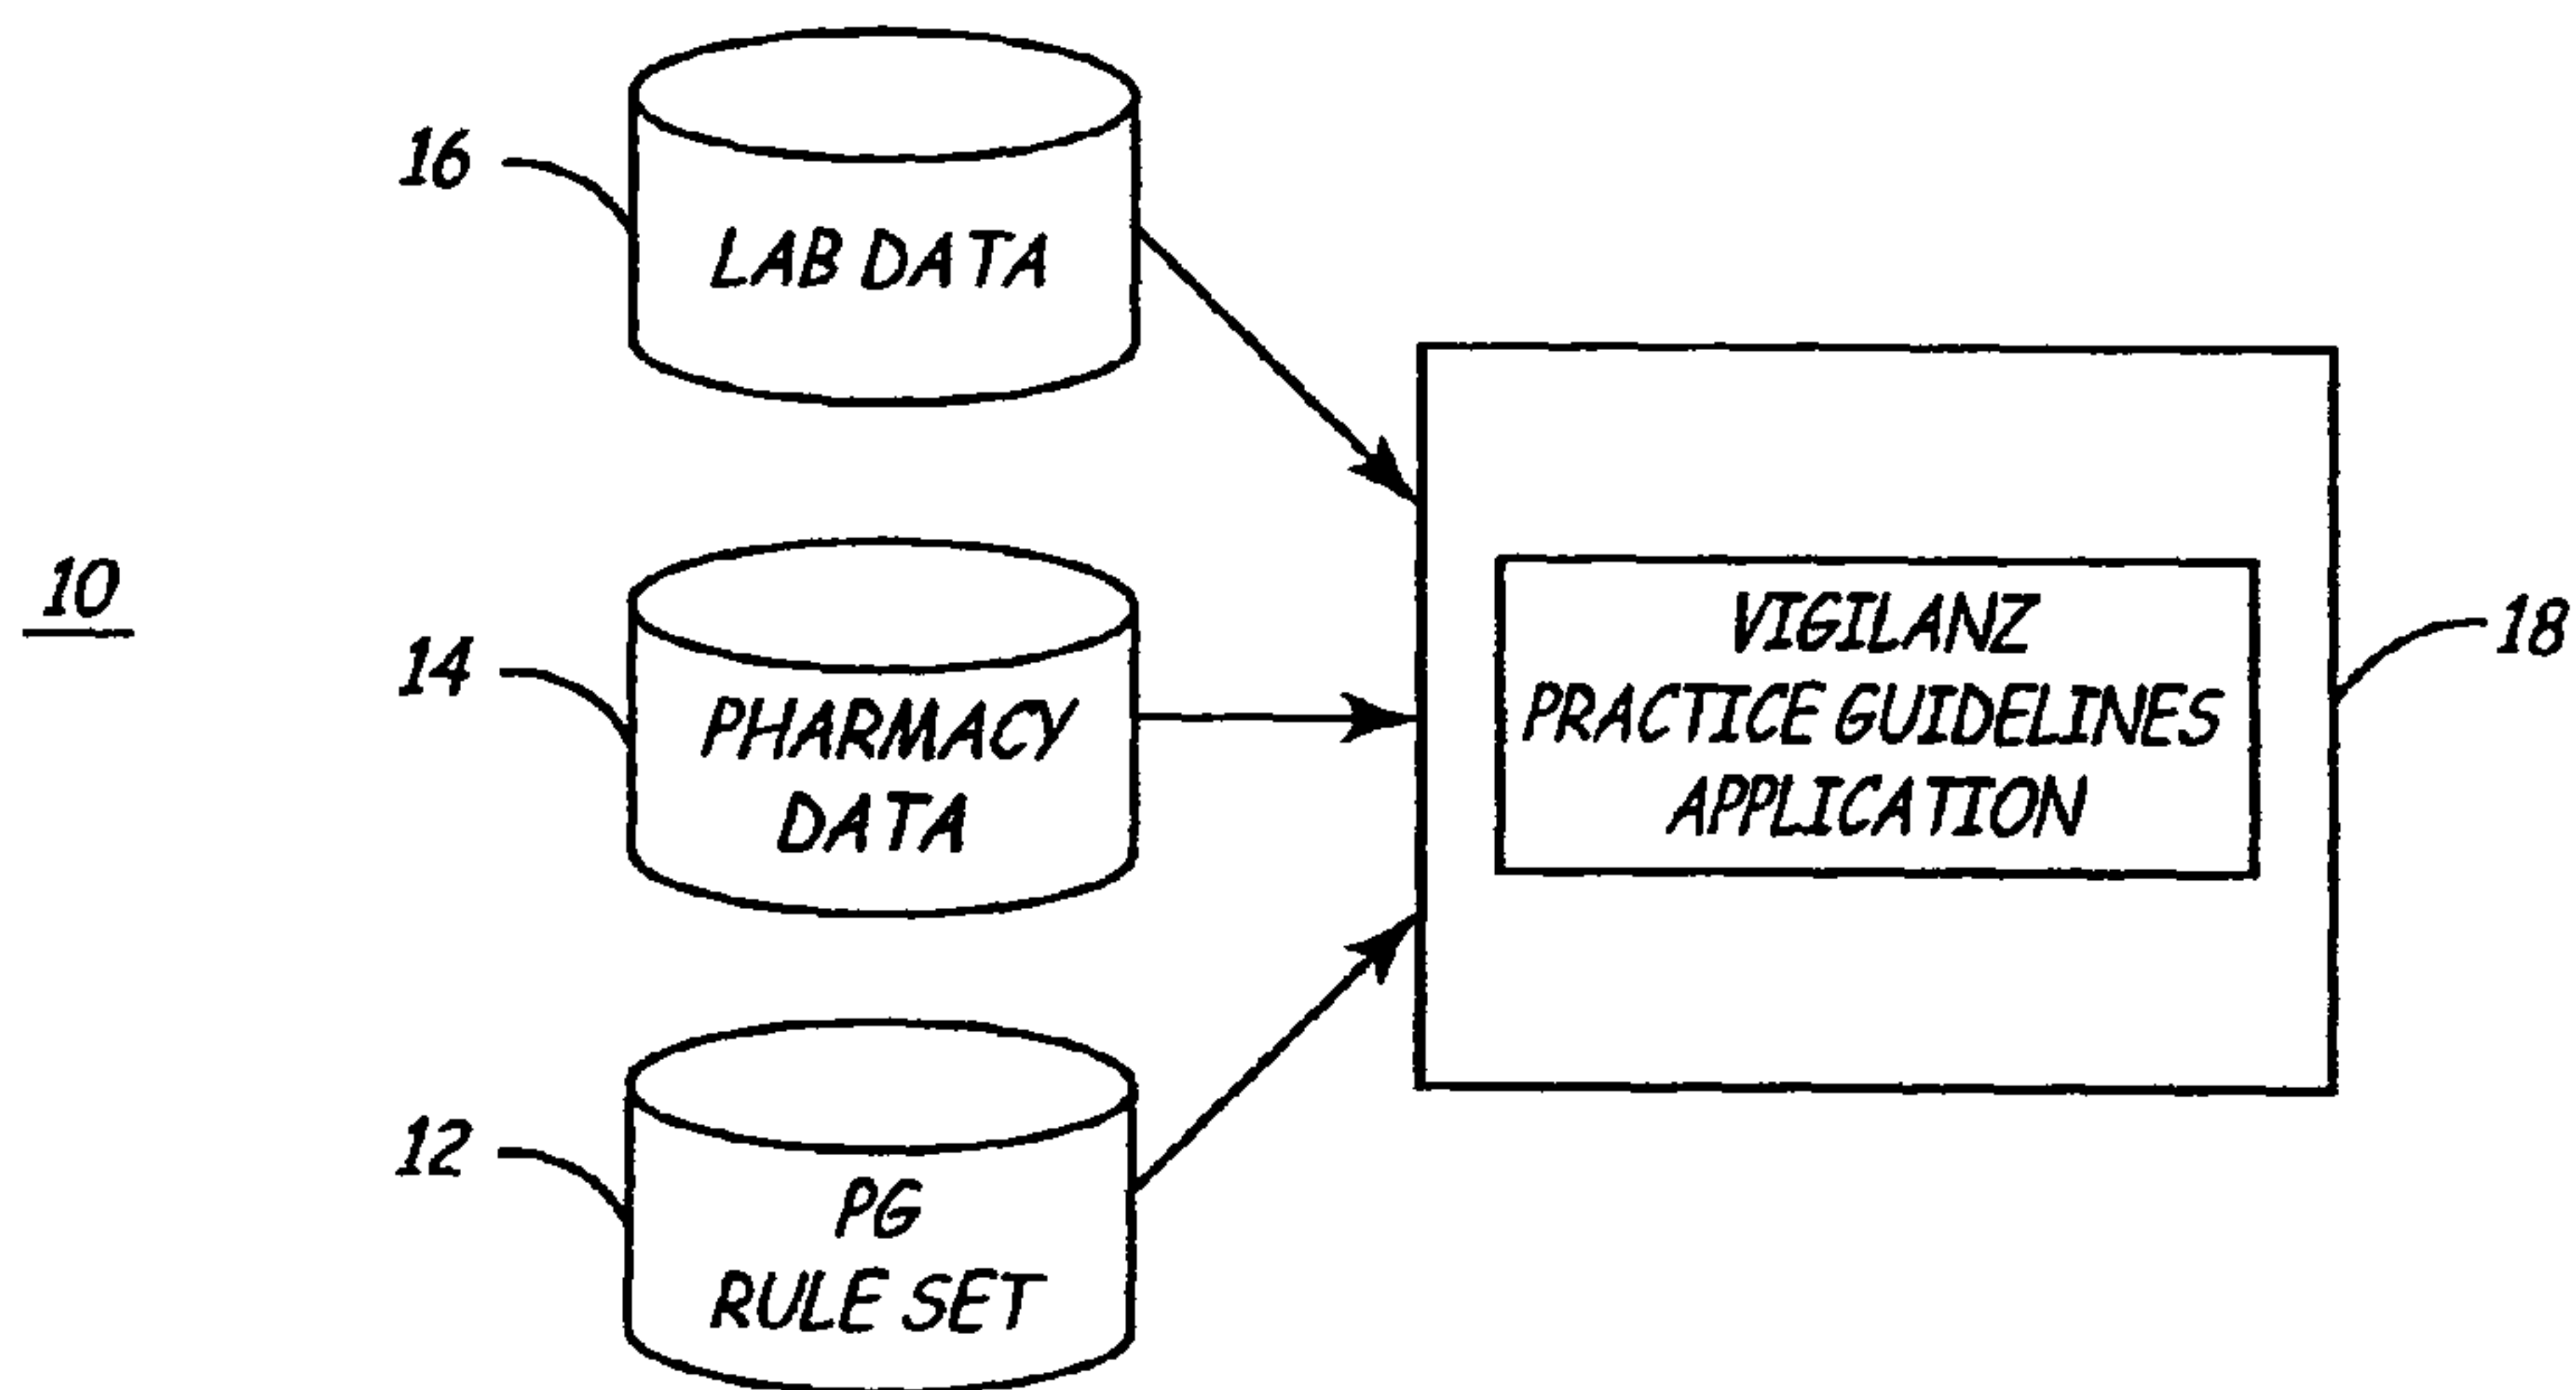 16
LAB DATA
10
14
PHARMACY
DATA
VIGILANZ
PRACTICE GUIDELINES
APPLICATION
18
12
PG
RULE SET